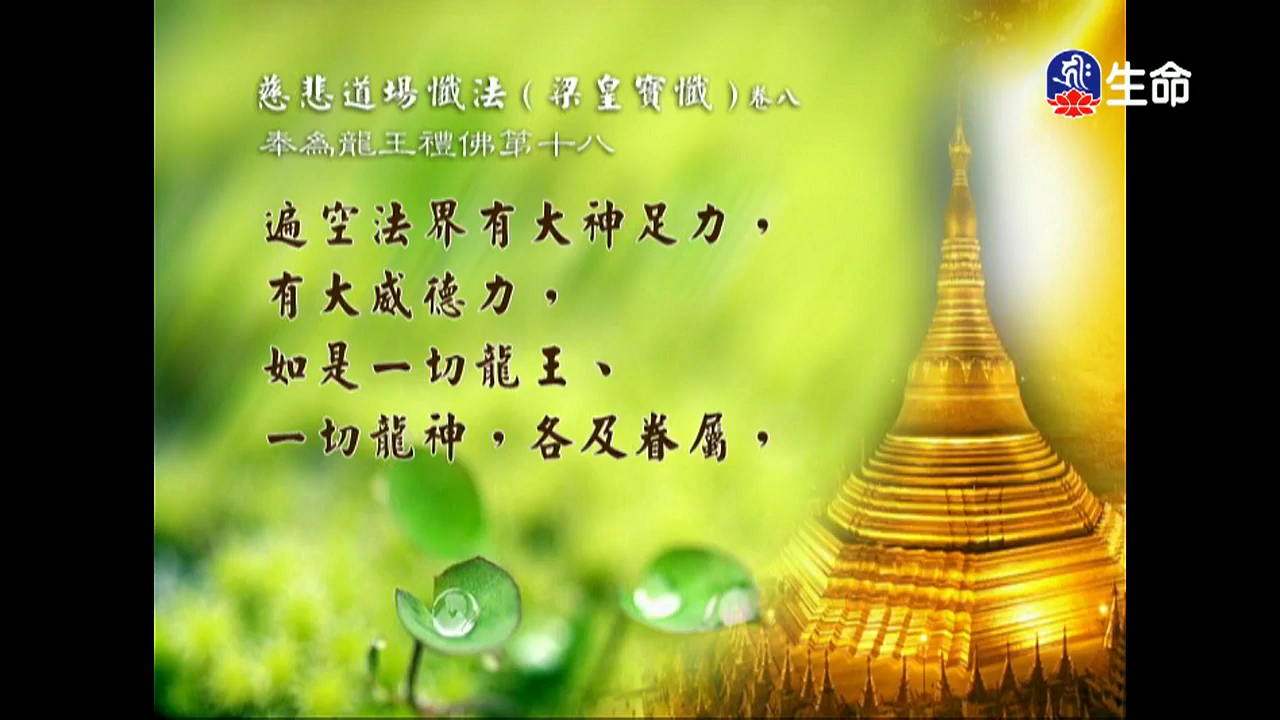 慈悲道場懺法(梁皇寶懺)卷八
奉為龍王禮佛第十八
生命
遍空法界有大神足力，
有大威德力，
如是一切龍王、
一切龍神，各及眷屬，